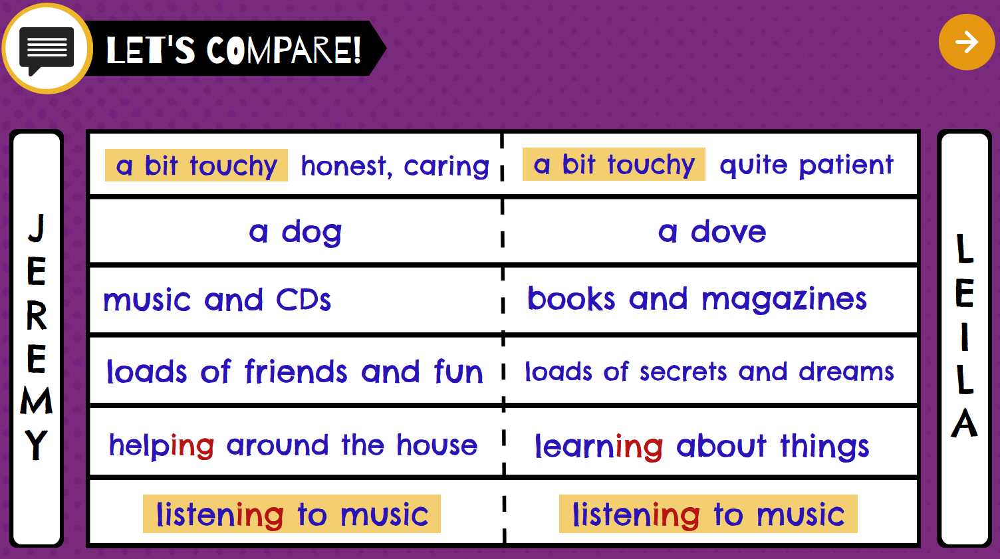 LET'S COMPARE!
JEREMY
LEILA
a bit touchy honest, caring
a bit touchy quite patient
a dog
a dove
music and CDs
books and magazines
loads of friends and fun
loads of secrets and dreams
helping around the house
learning about things
listening to music
listening to music